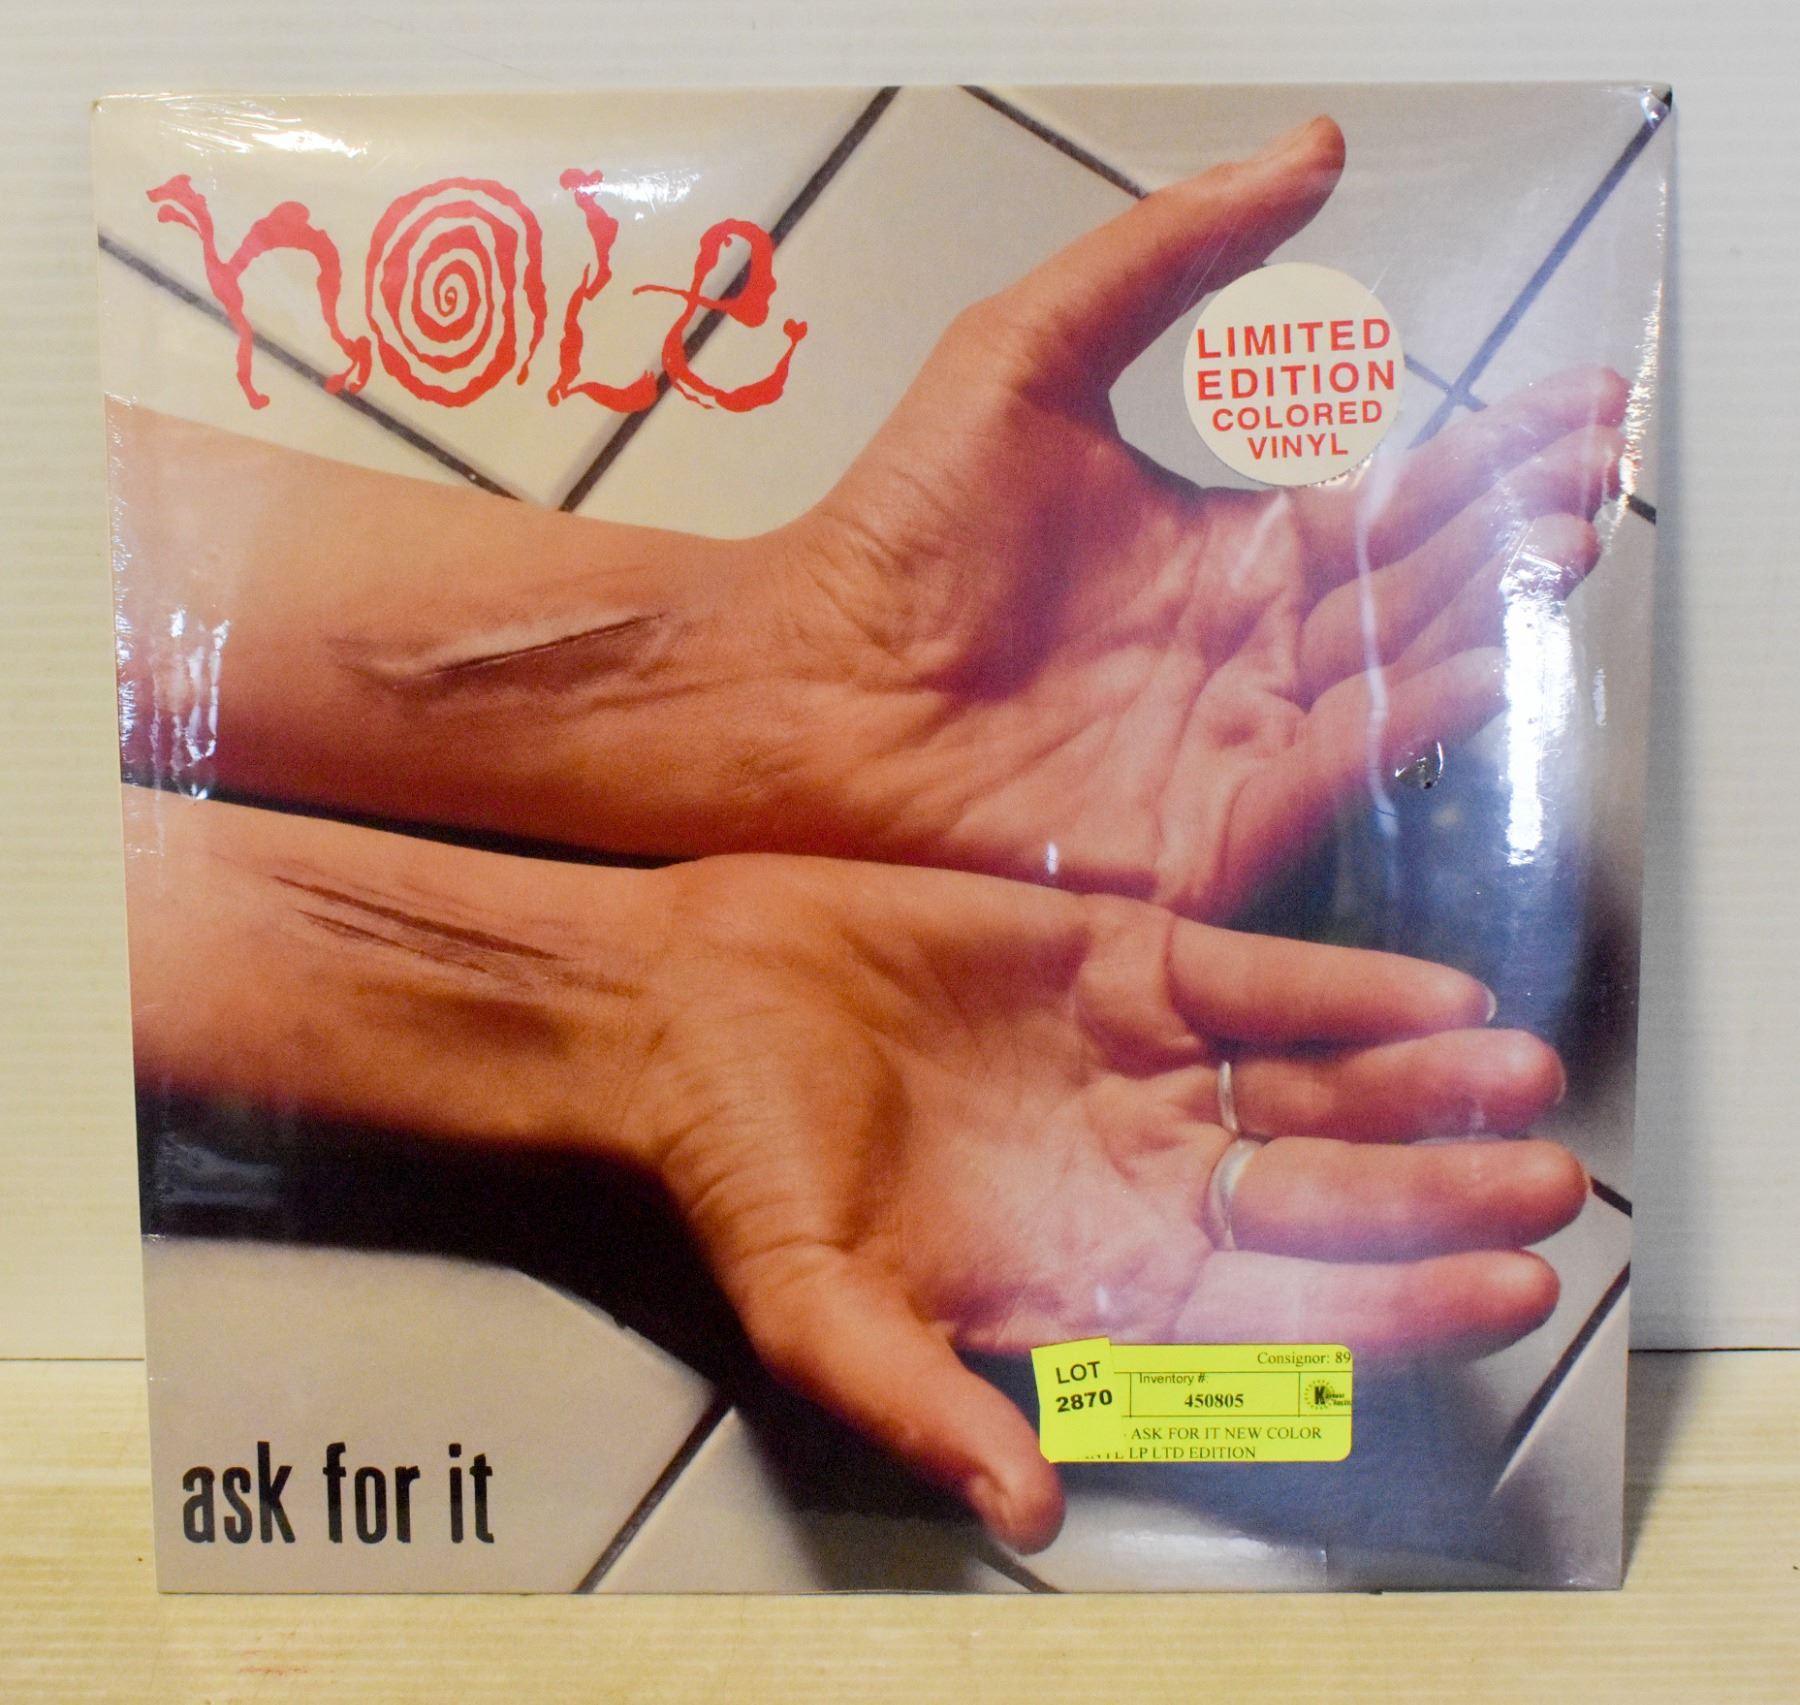 hole
LIMITED
EDITION
COLORED
VINYL
ask for it
LOT
2870
Consignor: 89
Inventory #:
450805
- ASK FOR IT NEW COLOR
LP LTD EDITION